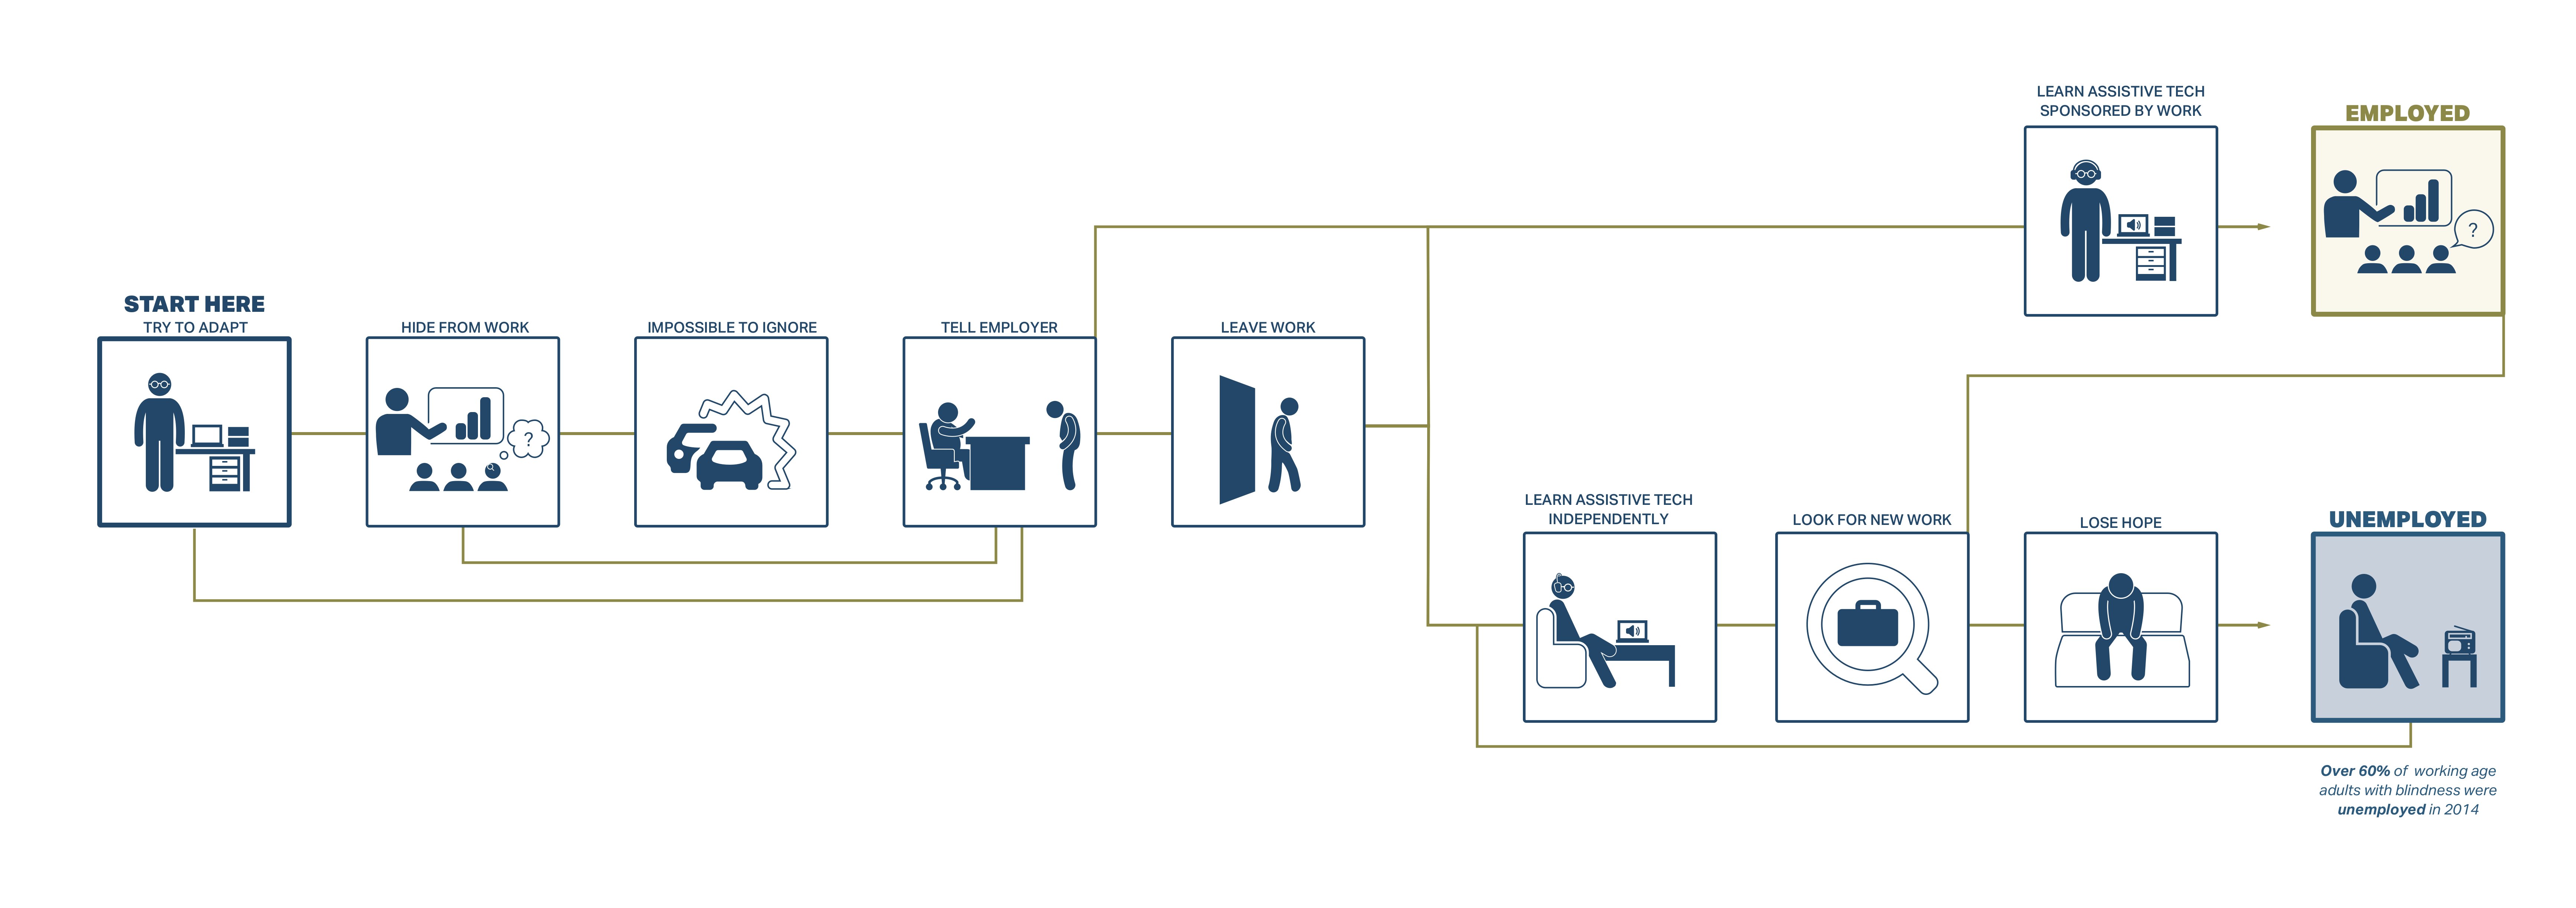 START HERE
TRY TO ADAPT
HIDE FROM WORK
?
IMPOSSIBLE TO IGNORE
TELL EMPLOYER
LEAVE WORK
LEARN ASSISTIVE TECH
SPONSORED BY WORK
EMPLOYED
?
LEARN ASSISTIVE TECH
INDEPENDENTLY
LOOK FOR NEW WORK
LOSE HOPE
UNEMPLOYED
Over 60% of working age
adults with blindness were
unemployed in 2014